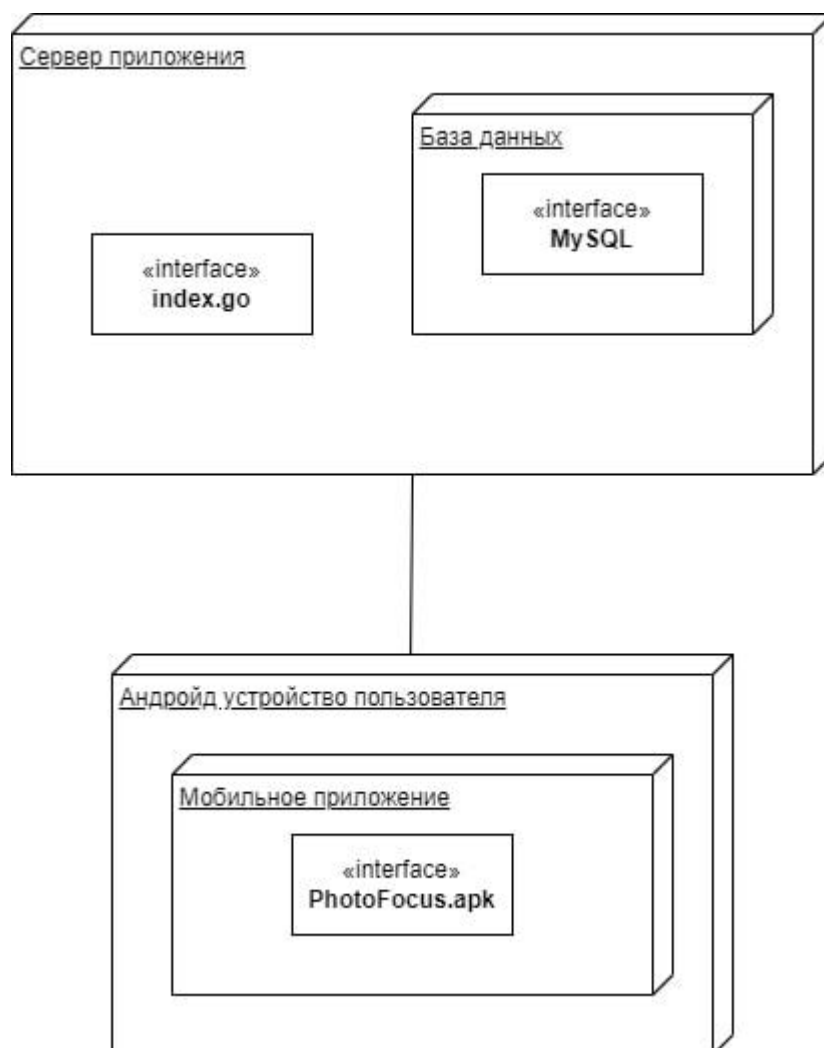 Сервер приложения
База данных
«interface»
MySQL
«interface»
index.go
Андройд устройство пользователя
Мобильное приложение
«interface»
PhotoFocus.apk